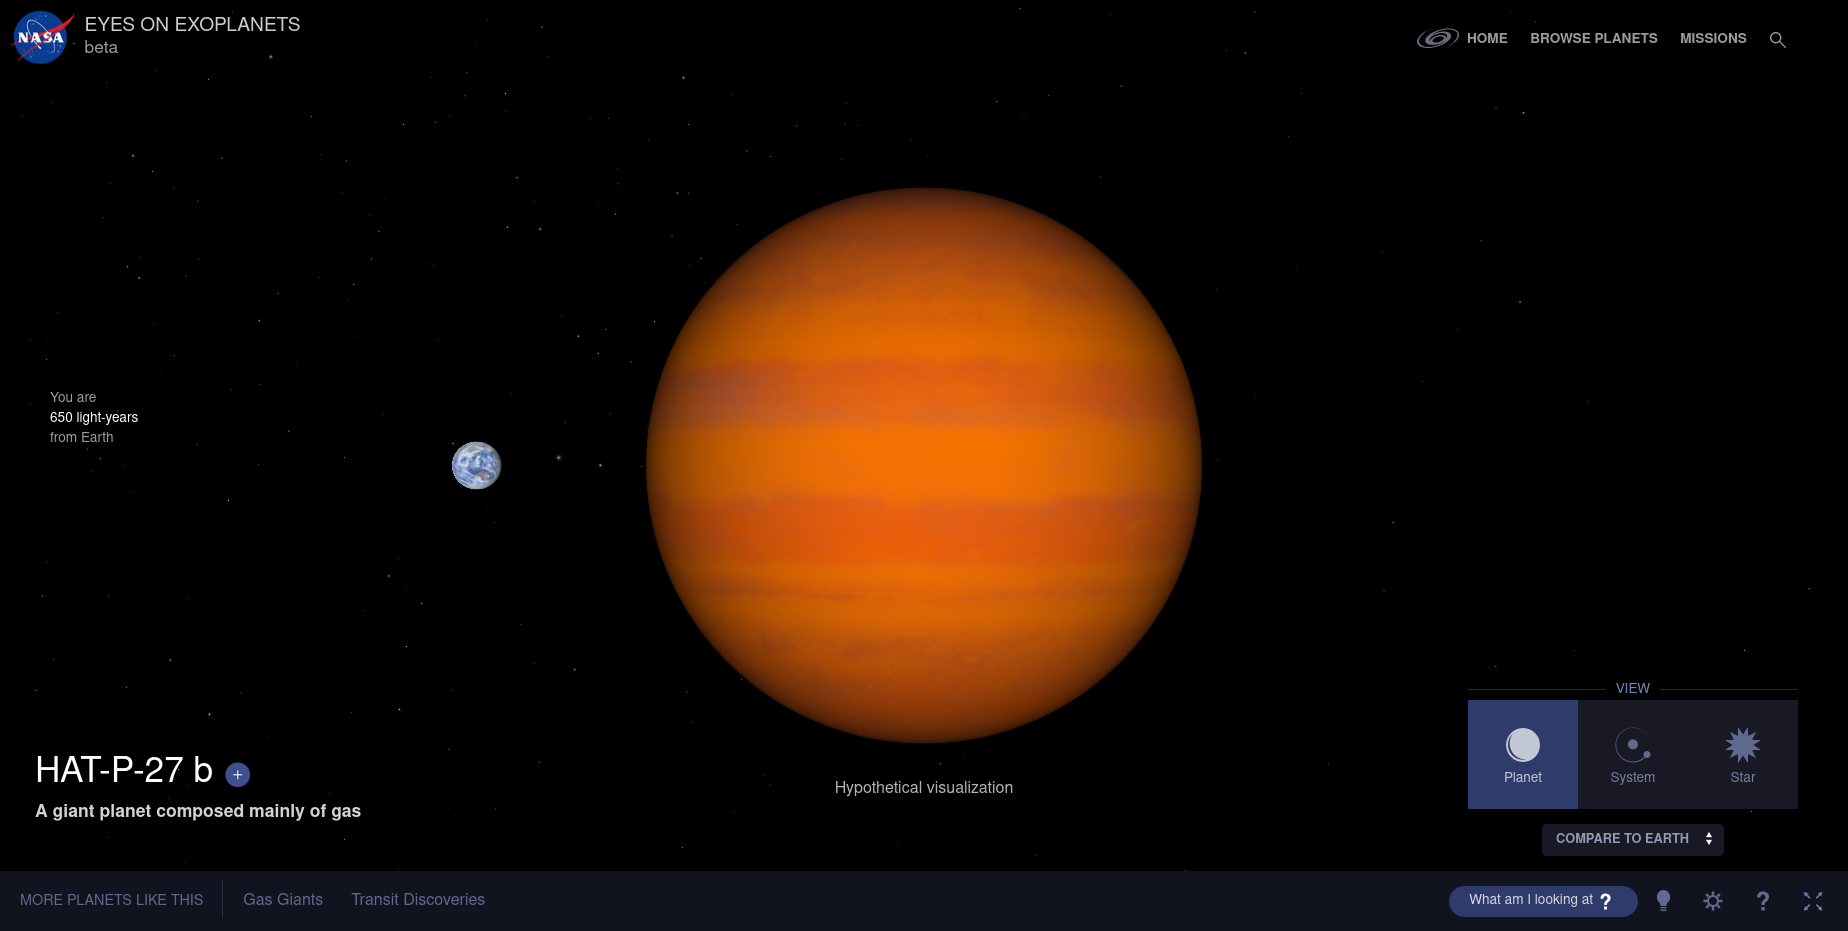 NASA
EYES ON EXOPLANETS
beta
HOME
BROWSE PLANETS
MISSIONS
You are
650 light-years
from Earth
HAT-P-27 b
+
A giant planet composed mainly of gas
Hypothetical visualization
VIEW
Planet
System
Star
COMPARE TO EARTH
MORE PLANETS LIKE THIS
Gas Giants
Transit Discoveries
What am I looking at ?
?